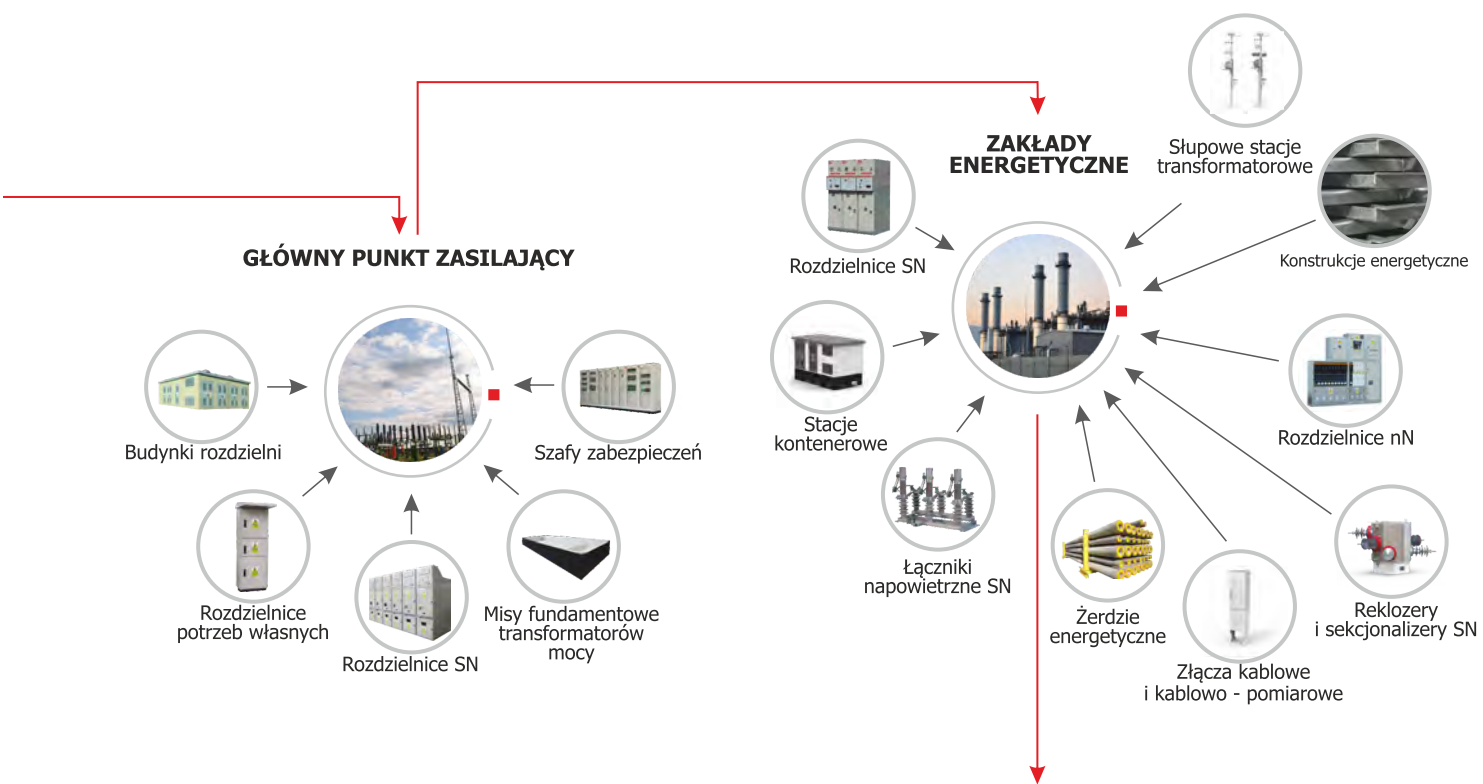 GŁÓWNY PUNKT ZASILAJĄCY
Budynki rozdzielni
Szafy zabezpieczeń
Rozdzielnice
potrzeb własnych
Rozdzielnice SN
Misy fundamentowe
transformatorów
mocy
ZAKŁADY
ENERGETYCZNE
Słupowe stacje
transformatorowe
Rozdzielnice SN
Konstrukcje energetyczne
Stacje
kontenerowe
Rozdzielnice nN
Łączniki
napowietrzne SN
Żerdzie
energetyczne
Złącza kablowe
i kablowo - pomiarowe
Reklozery
i sekcjonalizery SN